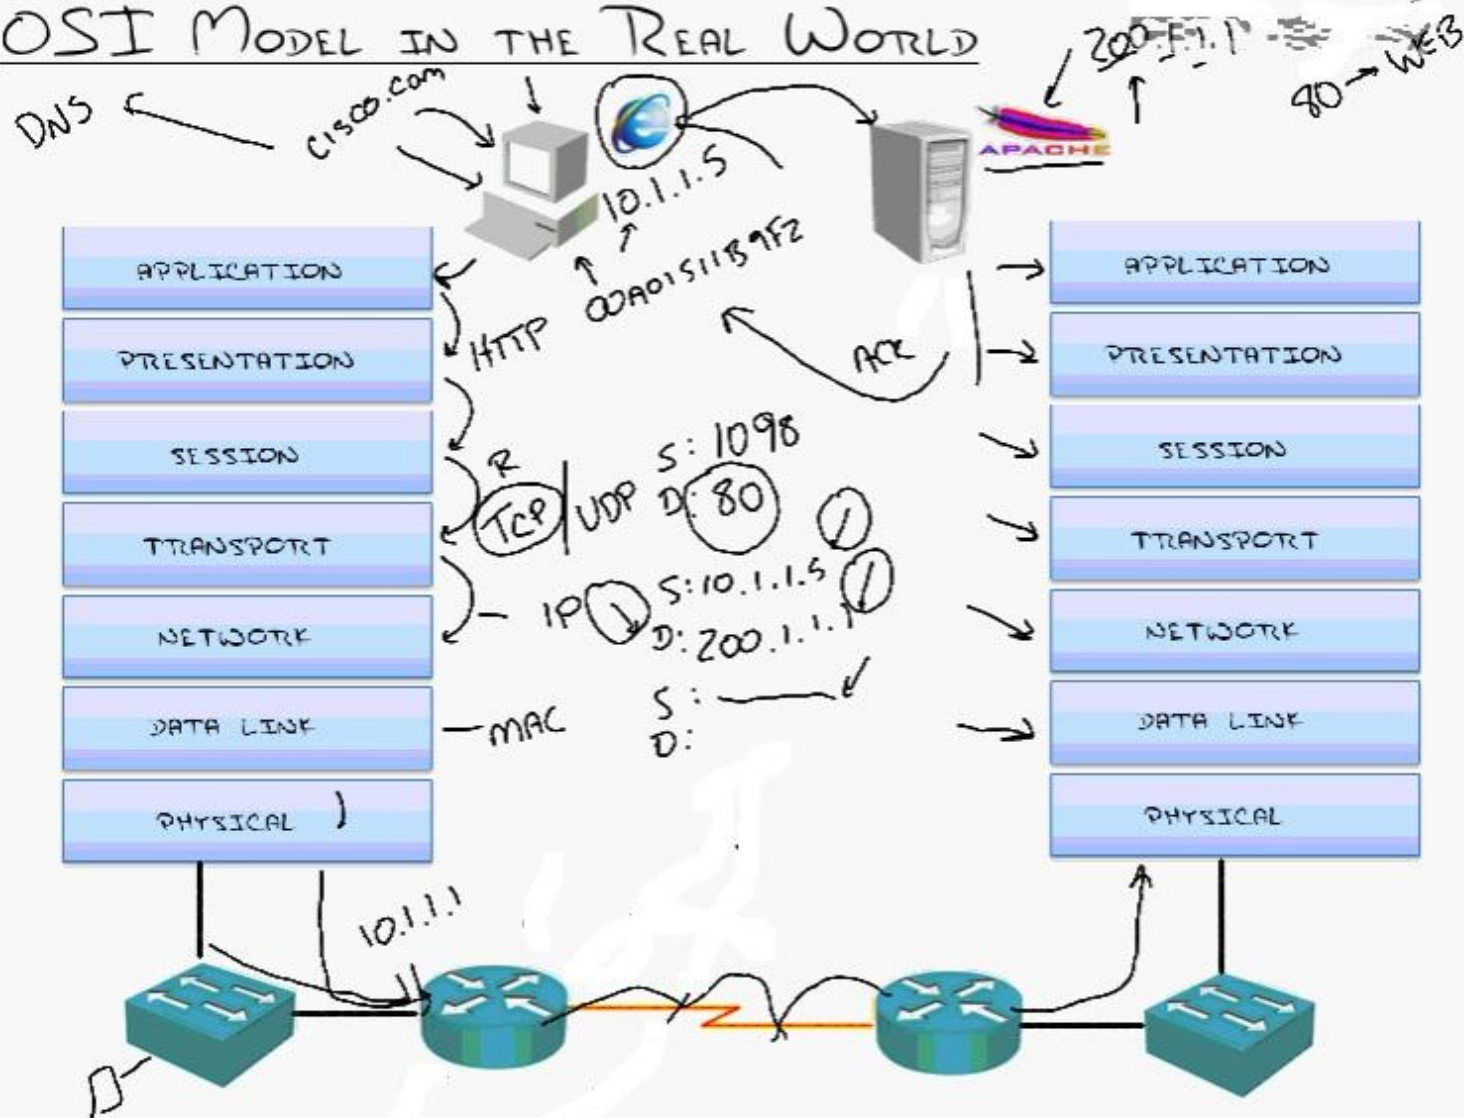 OSI MODEL IN THE REAL WORLD
200.1.1.1
80 → WEB
DNS
CISCO.COM
APACHE
10.1.1.5
00A01511B9F2
APPLICATION
APPLICATION
HTTP
ACK
PRESENTATION
PRESENTATION
SESSION
SESSION
R
TCP
UDP
S: 1098
D: 80
TRANSPORT
TRANSPORT
IP
S: 10.1.1.5
D: 200.1.1.1
NETWORK
NETWORK
DATA LINK
MAC
S:
D:
DATA LINK
PHYSICAL
PHYSICAL
10.1.1.1